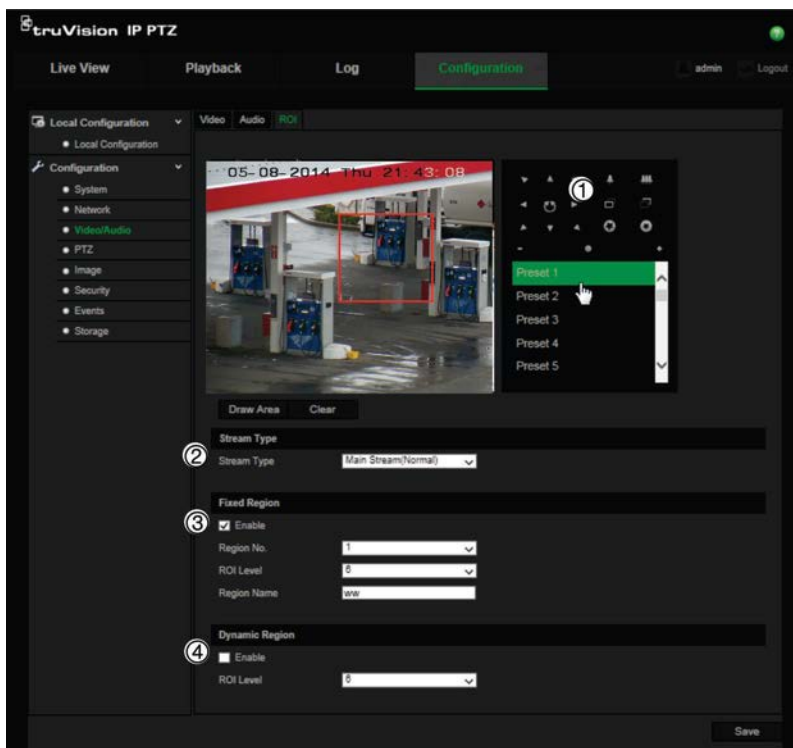 truVision IP PTZ
Live View Playback Log Configuration admin Logout
Local Configuration
Local Configuration
Configuration
System
Network
Video/Audio
PTZ
Image
Security
Events
Storage
Video Audio ROI
05-08-2014 Thu 21:43:08
1
Preset 1
Preset 2
Preset 3
Preset 4
Preset 5
Draw Area Clear
Stream Type
2
Stream Type Main Stream(Normal)
Fixed Region
3
Enable
Region No. 1
ROI Level 6
Region Name ww
Dynamic Region
4
Enable
ROI Level 6
Save